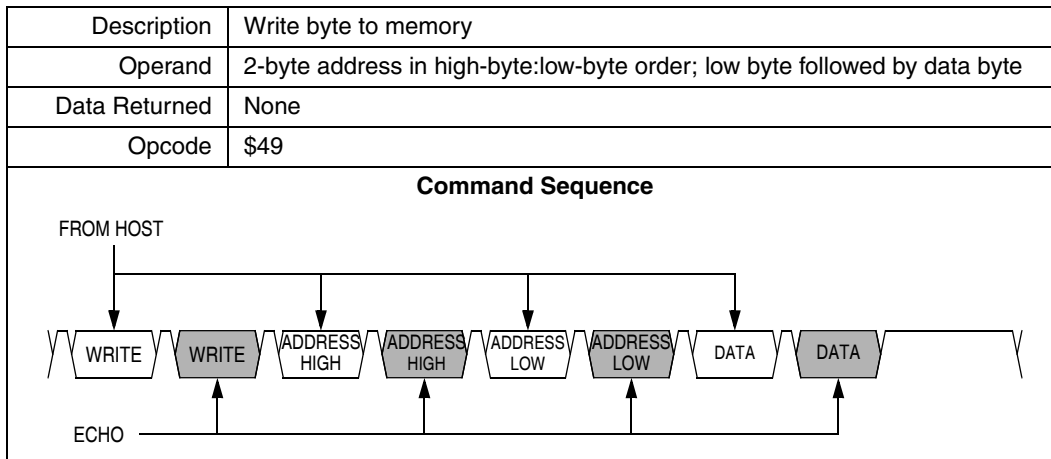 Description Write byte to memory
Operand 2-byte address in high-byte:low-byte order; low byte followed by data byte
Data Returned None
Opcode $49
Command Sequence
FROM HOST
WRITE WRITE ADDRESS HIGH ADDRESS HIGH ADDRESS LOW ADDRESS LOW DATA DATA
ECHO